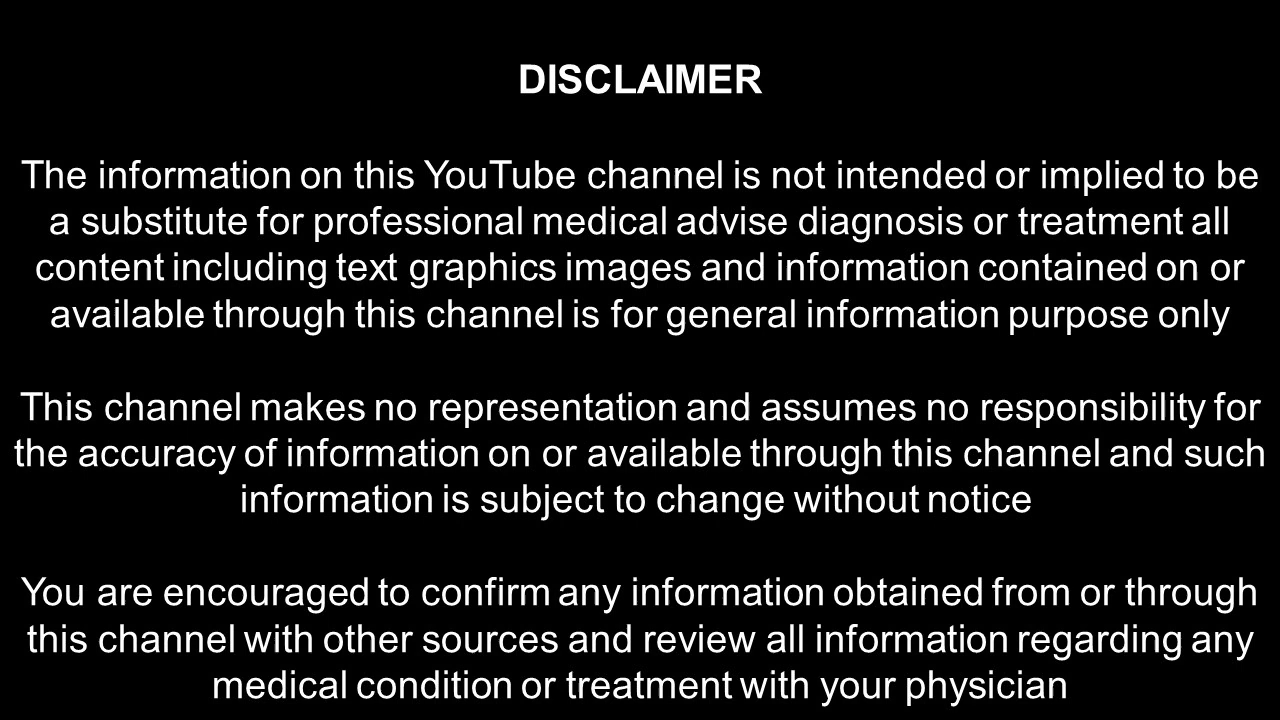 DISCLAIMER
The information on this YouTube channel is not intended or implied to be
a substitute for professional medical advise diagnosis or treatment all
content including text graphics images and information contained on or
available through this channel is for general information purpose only
This channel makes no representation and assumes no responsibility for
the accuracy of information on or available through this channel and such
information is subject to change without notice
You are encouraged to confirm any information obtained from or through
this channel with other sources and review all information regarding any
medical condition or treatment with your physician